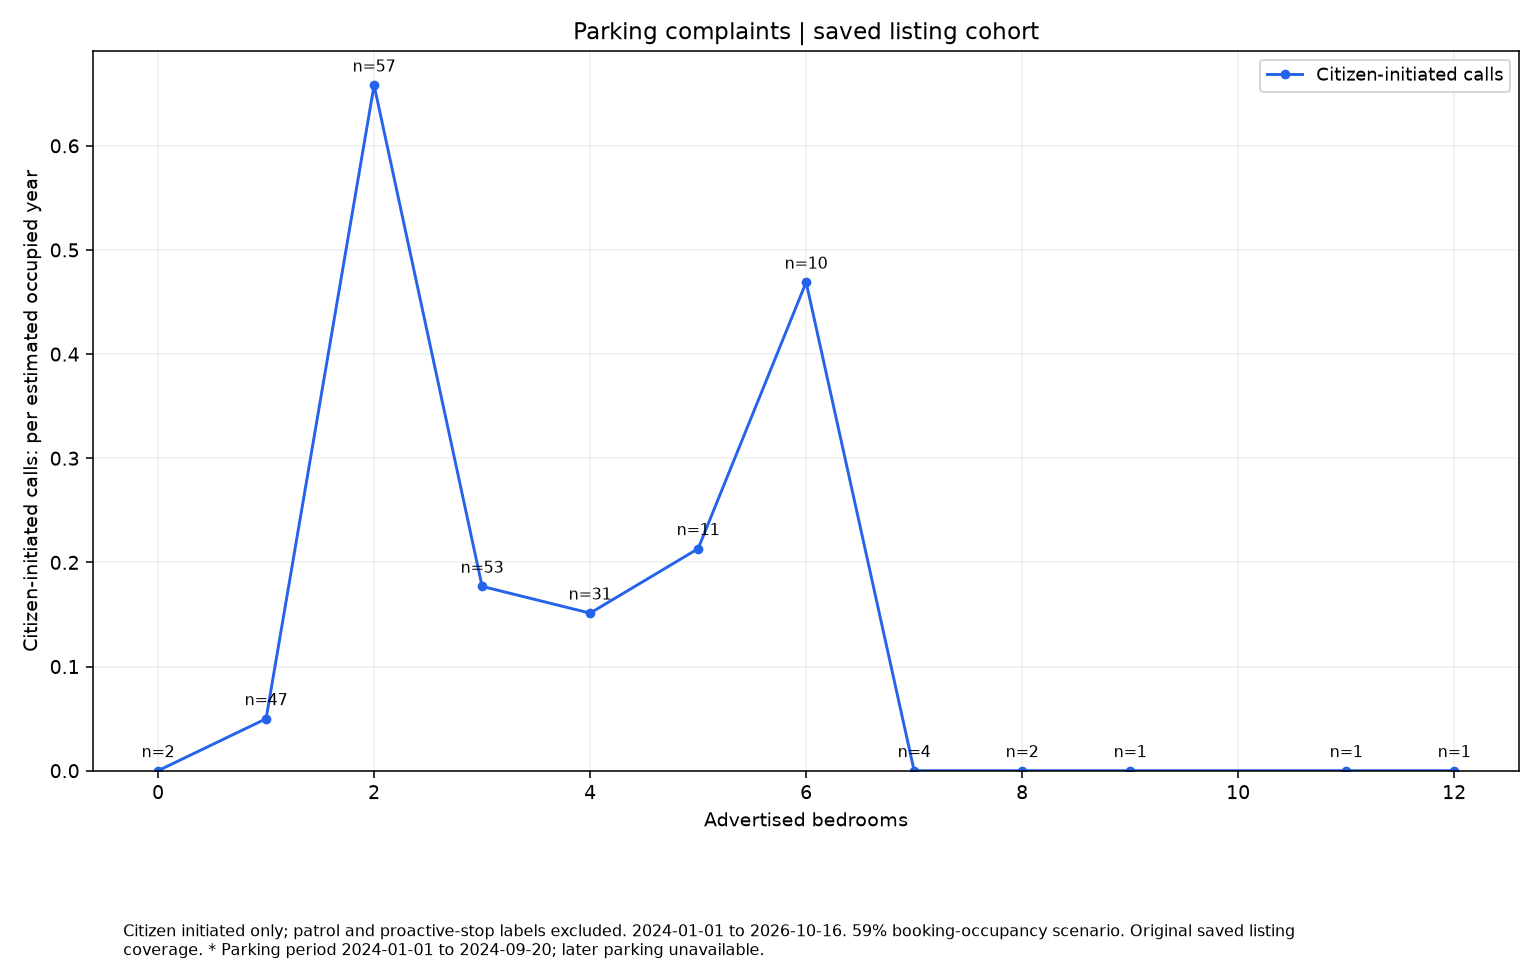 Parking complaints | saved listing cohort
Citizen-initiated calls
Citizen-initiated calls: per estimated occupied year
0.6
0.5
0.4
0.3
0.2
0.1
0.0
n=2
n=47
n=57
n=53
n=31
n=11
n=10
n=4
n=2
n=1
n=1
n=1
0 2 4 6 8 10 12
Advertised bedrooms
Citizen initiated only; patrol and proactive-stop labels excluded. 2024-01-01 to 2026-10-16. 59% booking-occupancy scenario. Original saved listing
coverage. * Parking period 2024-01-01 to 2024-09-20; later parking unavailable.